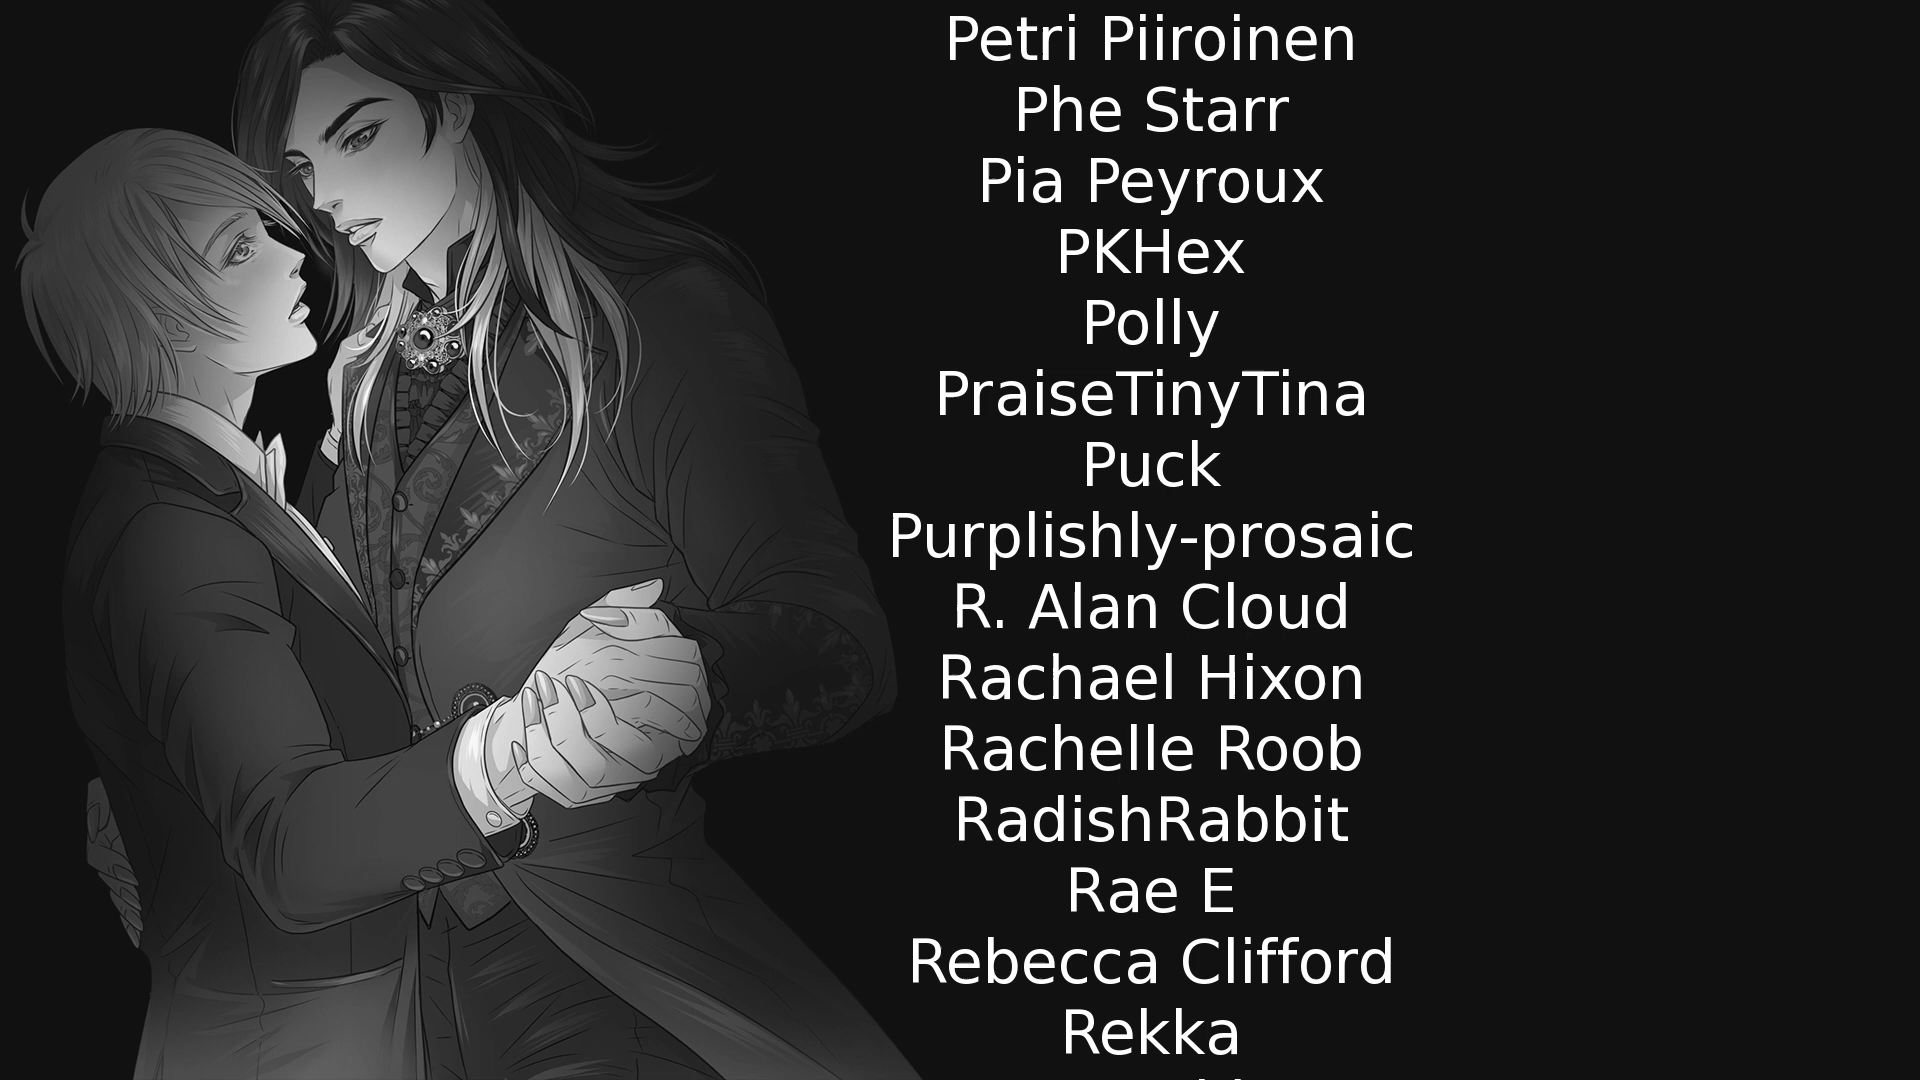 Petri Piiroinen
Phe Starr
Pia Peyroux
PKHex
Polly
PraiseTinyTina
Puck
Purplishly-prosaic
R. Alan Cloud
Rachael Hixon
Rachelle Roob
RadishRabbit
Rae E
Rebecca Clifford
Rekka